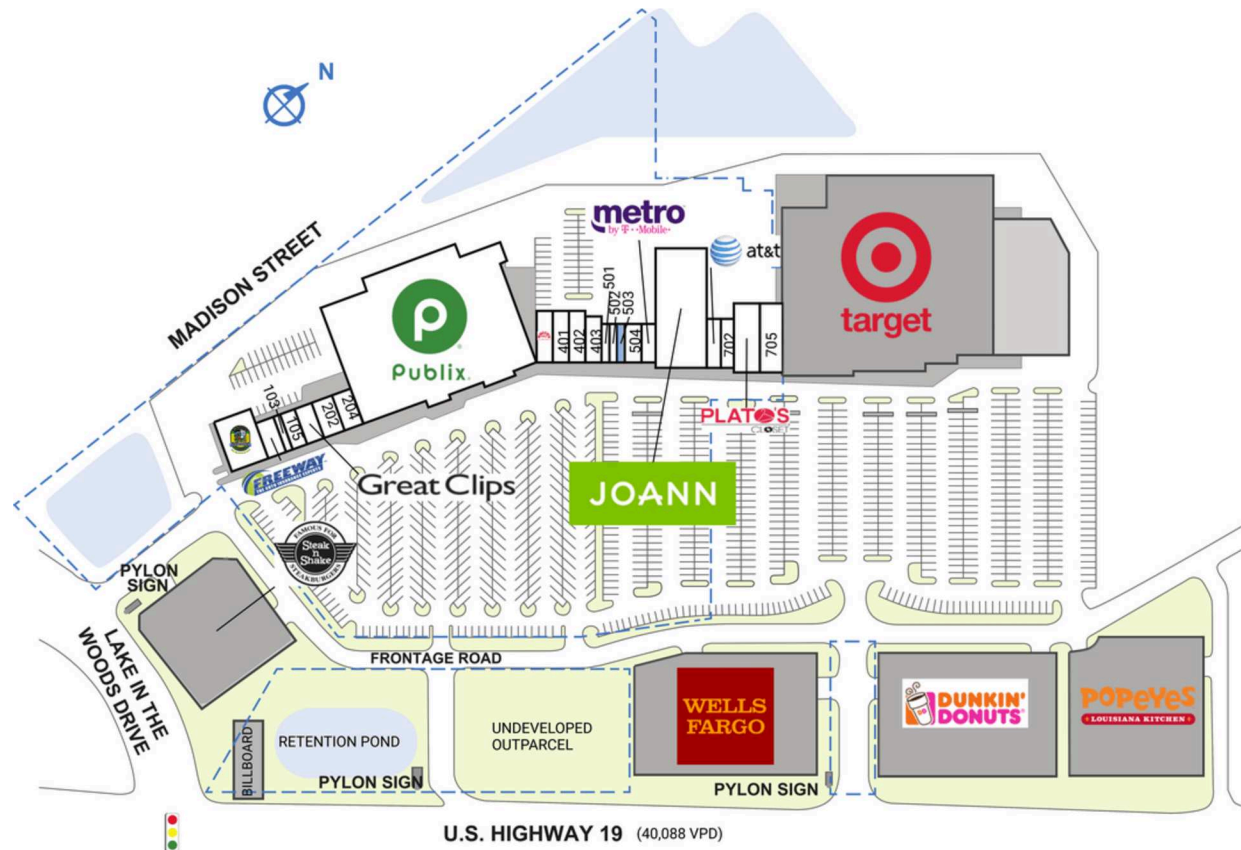 N
MADISON STREET
metro
by T-Mobile
at&t
target
Publix
501
502
503
401
402
403
504
702
705
103
105
202
204
PLATO'S
CLOSET
FREEWAY
Great Clips
JOANN
FAMOUS FOR
Steak
n
Shake
STEAKBURGERS
PYLON
SIGN
LAKE IN THE
WOODS DRIVE
FRONTAGE ROAD
WELLS
FARGO
DUNKIN'
DONUTS
POPEYES
LOUISIANA KITCHEN
BILLBOARD
RETENTION POND
UNDEVELOPED
OUTPARCEL
PYLON SIGN
PYLON SIGN
U.S. HIGHWAY 19 (40,088 VPD)